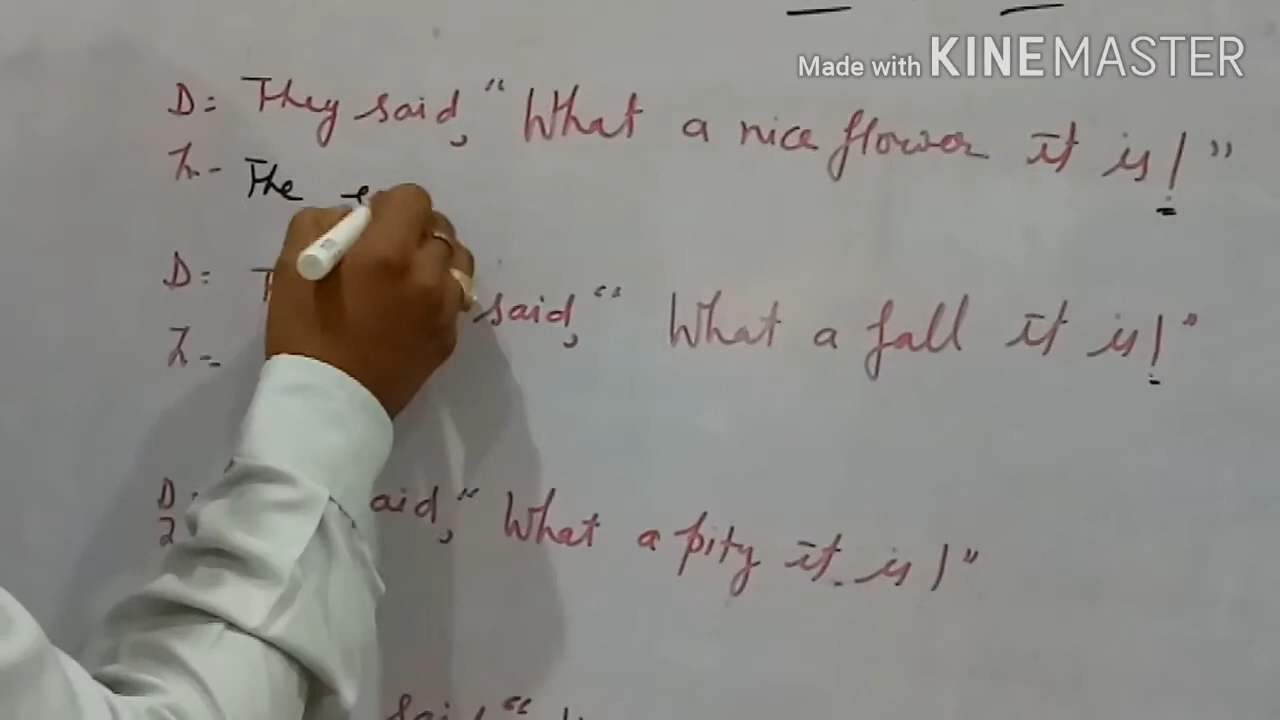 Made with KINEMASTER
D: They said, “What a nice flower it is!”
I- The e
D: said, “What a fall it is!”
I-
D: aid, “What a pity it is!”
I
said “